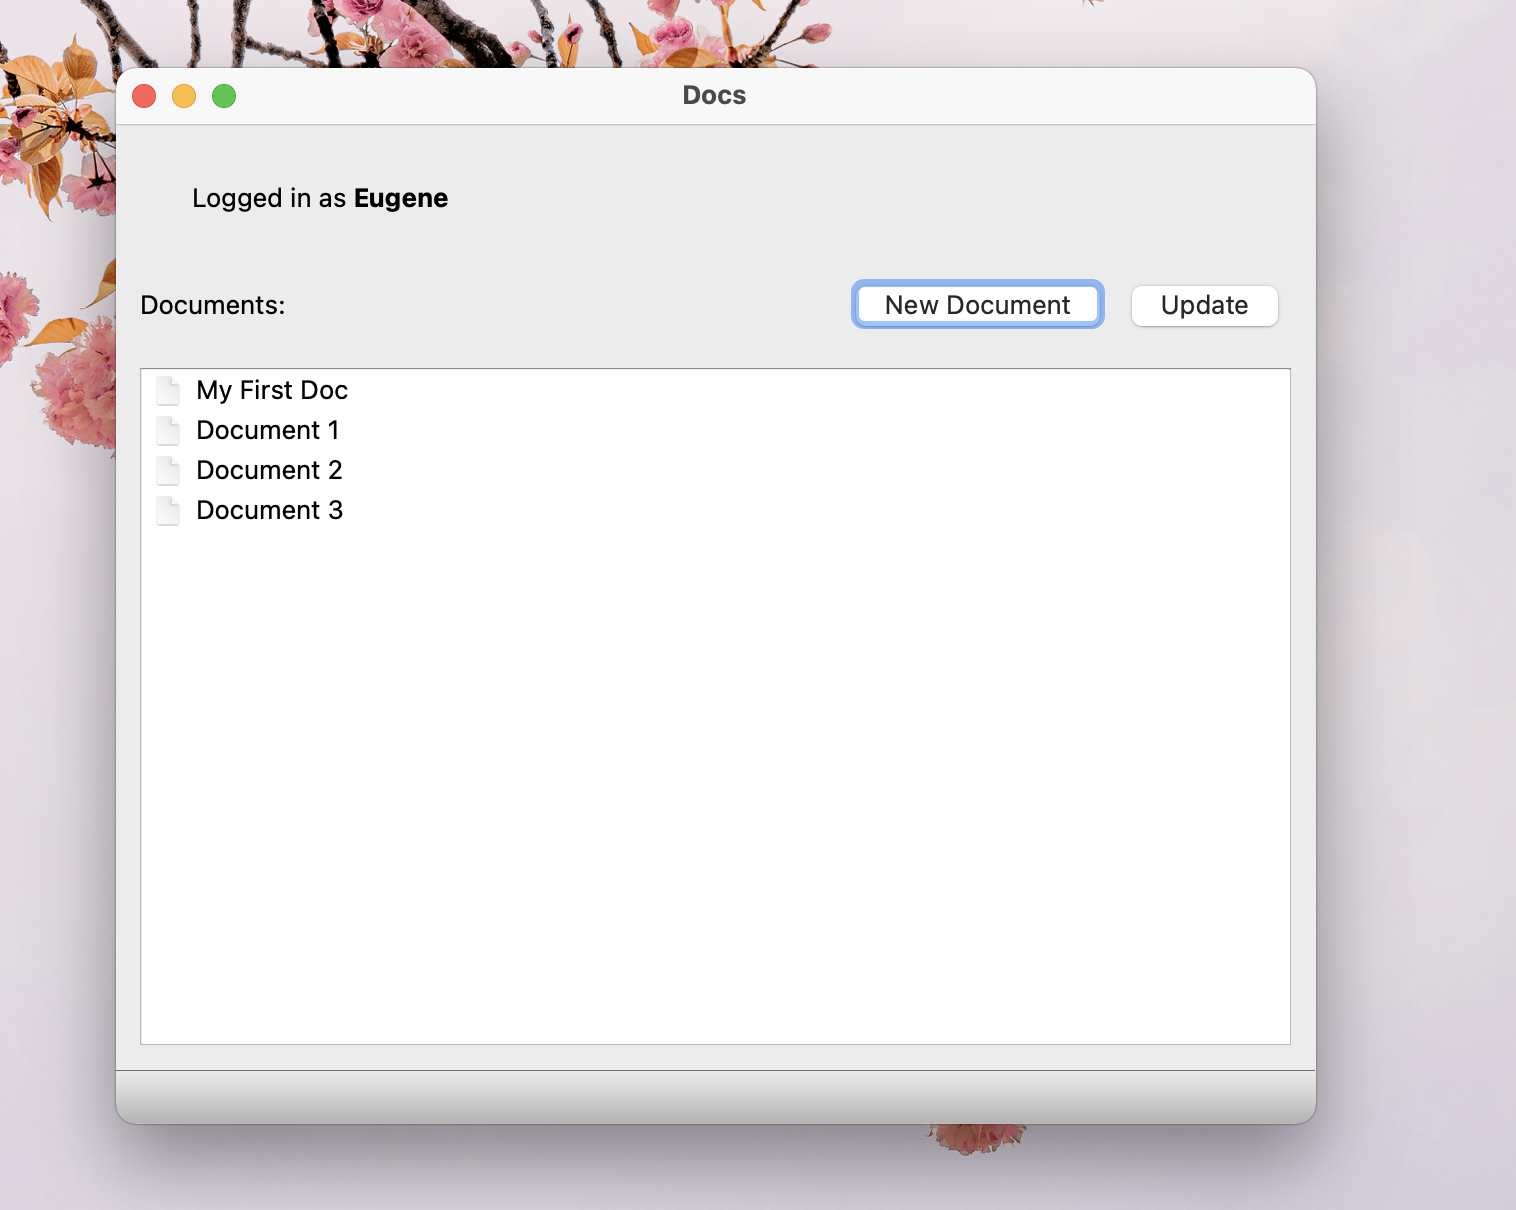 Docs
Logged in as Eugene
Documents:
New Document
Update
My First Doc
Document 1
Document 2
Document 3